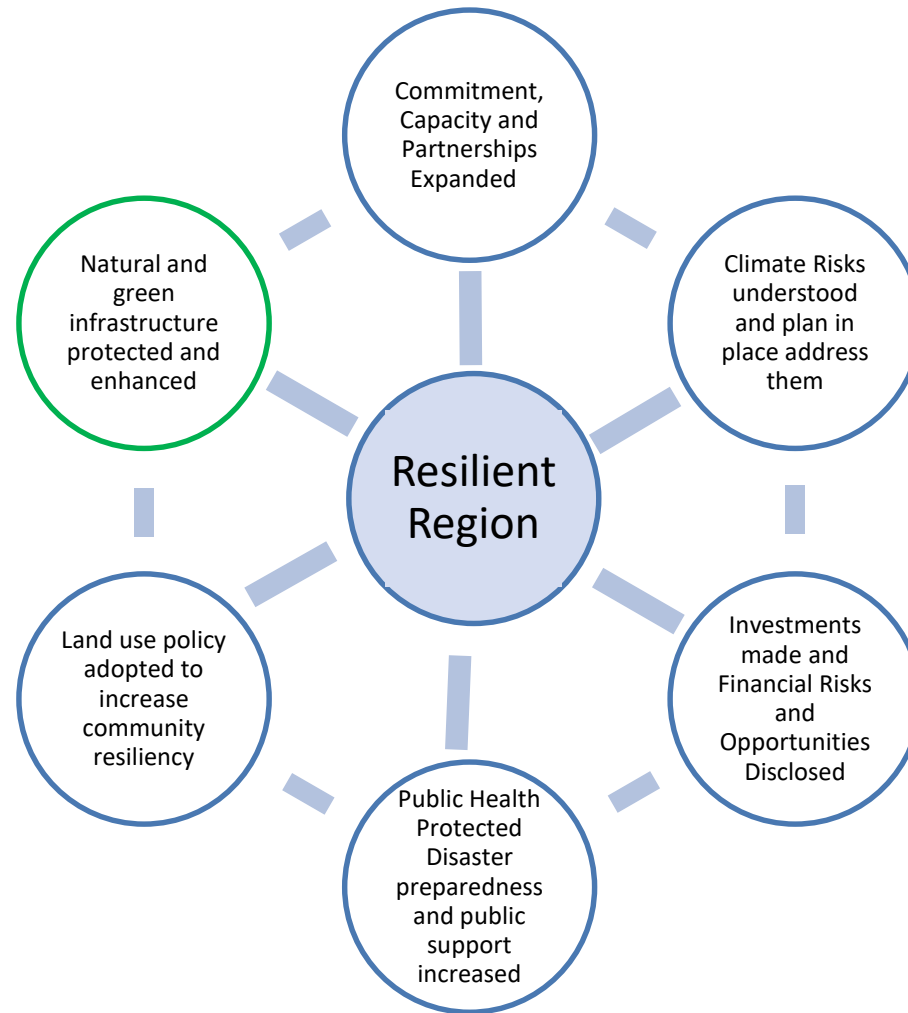 Commitment,
Capacity and
Partnerships
Expanded
Natural and
green
infrastructure
protected and
enhanced
Climate Risks
understood
and plan in
place address
them
Resilient
Region
Land use policy
adopted to
increase
community
resiliency
Investments
made and
Financial Risks
and
Opportunities
Disclosed
Public Health
Protected
Disaster
preparedness
and public
support
increased